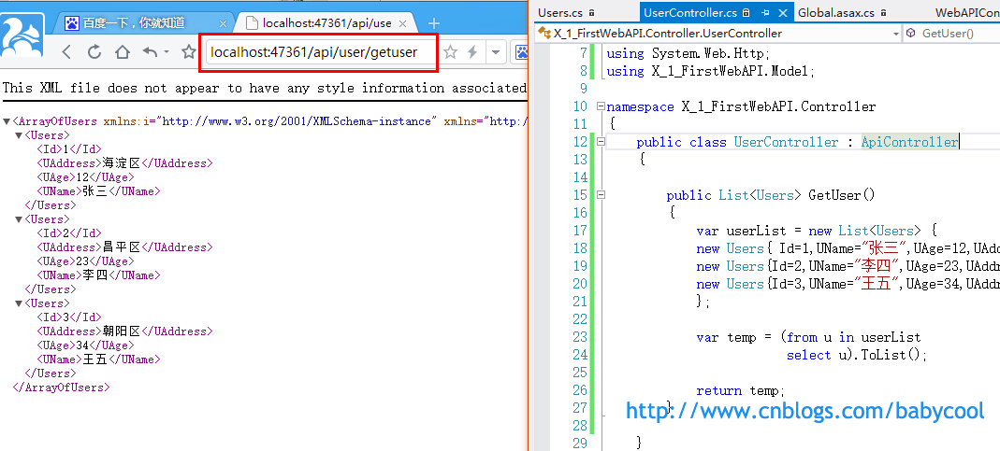 百度一下，你就知道
localhost:47361/api/use
localhost:47361/api/user/getuser
This XML file does not appear to have any style information associated
<ArrayOfUsers xmlns:i="http://www.w3.org/2001/XMLSchema-instance" xmlns="http:/
<Users>
<Id>1</Id>
<UAddress>海淀区</UAddress>
<UAge>12</UAge>
<UName>张三</UName>
</Users>
<Users>
<Id>2</Id>
<UAddress>昌平区</UAddress>
<UAge>23</UAge>
<UName>李四</UName>
</Users>
<Users>
<Id>3</Id>
<UAddress>朝阳区</UAddress>
<UAge>34</UAge>
<UName>王五</UName>
</Users>
</ArrayOfUsers>
Users.cs UserController.cs Global.asax.cs WebAPICon
X_1_FirstWebAPI.Controller.UserController GetUser()
7 using System.Web.Http;
8 using X_1_FirstWebAPI.Model;
9
10 namespace X_1_FirstWebAPI.Controller
11 {
12 public class UserController : ApiController
13 {
14
15 public List<Users> GetUser()
16 {
17 var userList = new List<Users> {
18 new Users{ Id=1,UName="张三",UAge=12,UAdd
19 new Users{Id=2,UName="李四",UAge=23,UAddr
20 new Users{Id=3,UName="王五",UAge=34,UAddr
21 };
22
23 var temp = (from u in userList
24 select u).ToList();
25
26 return temp;
27 }
28
29 }
http://www.cnblogs.com/babycool